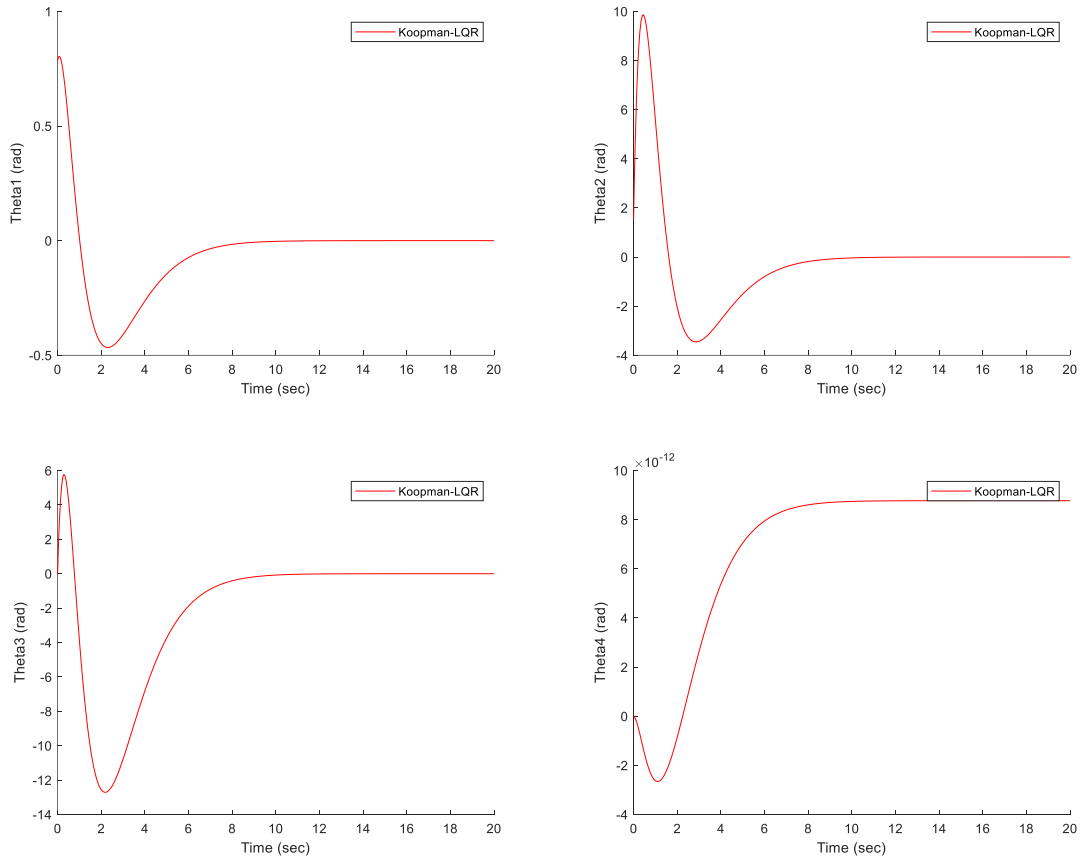 Koopman-LQR
1
0.5
0
-0.5
Theta1 (rad)
0 2 4 6 8 10 12 14 16 18 20
Time (sec)
Koopman-LQR
10
8
6
4
2
0
-2
-4
Theta2 (rad)
0 2 4 6 8 10 12 14 16 18 20
Time (sec)
Koopman-LQR
6
4
2
0
-2
-4
-6
-8
-10
-12
-14
Theta3 (rad)
0 2 4 6 8 10 12 14 16 18 20
Time (sec)
×10^-12
Koopman-LQR
10
8
6
4
2
0
-2
-4
Theta4 (rad)
0 2 4 6 8 10 12 14 16 18 20
Time (sec)